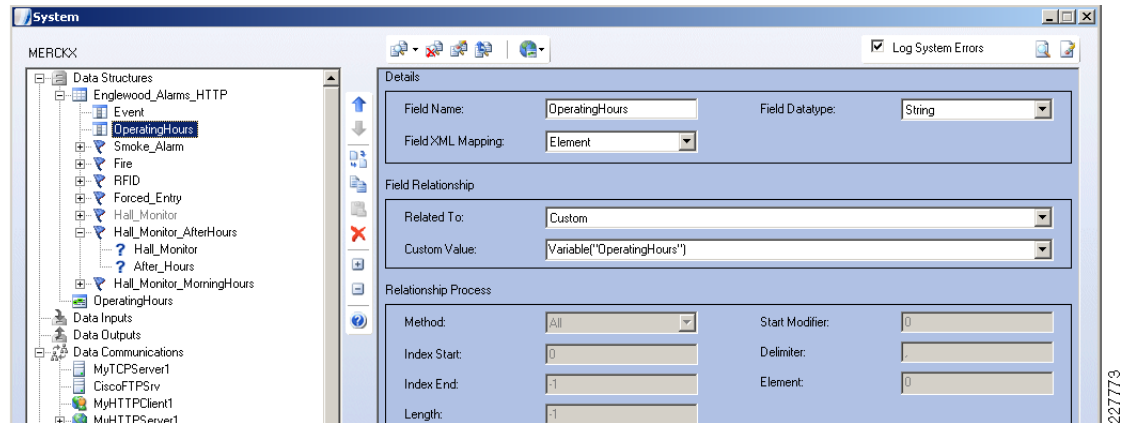 System
MERCKX
Log System Errors
Data Structures
Englewood_Alarms_HTTP
Event
OperatingHours
Smoke_Alarm
Fire
RFID
Forced_Entry
Hall_Monitor
Hall_Monitor_AfterHours
? Hall_Monitor
? After_Hours
Hall_Monitor_MorningHours
OperatingHours
Data Inputs
Data Outputs
Data Communications
MyTCPServer1
CiscoFTPSrv
MyHTTPClient1
MyHTTPServer1
Details
Field Name: OperatingHours Field Datatype: String
Field XML Mapping: Element
Field Relationship
Related To: Custom
Custom Value: Variable("OperatingHours")
Relationship Process
Method: All Start Modifier: 0
Index Start: 0 Delimiter: .
Index End: -1 Element: 0
Length: -1
227773